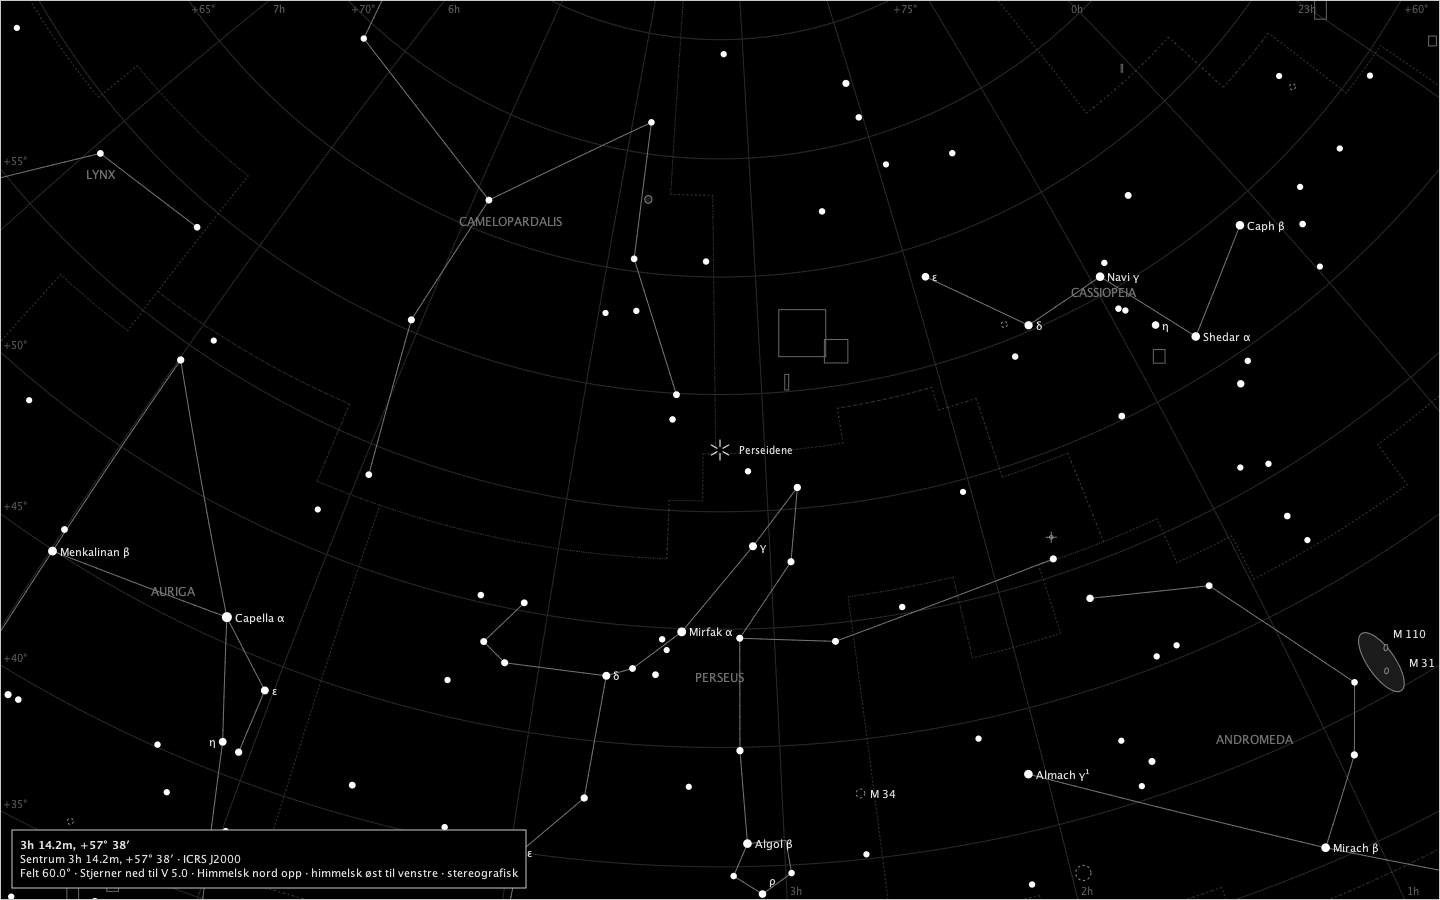 +65°
7h
+70°
6h
+75°
0h
23h
+60°
+55°
LYNX
CAMELOPARDALIS
Caph β
ε
Navi γ
CASSIOPEIA
δ
η
Shedar α
+50°
Perseidene
+45°
γ
Menkalinan β
AURIGA
Capella α
Mirfak α
M 110
M 31
+40°
δ
PERSEUS
ε
η
ANDROMEDA
Almach γ¹
M 34
+35°
Algol β
Mirach β
ε
ρ
3h
2h
1h
3h 14.2m, +57° 38′
Sentrum 3h 14.2m, +57° 38′ · ICRS J2000
Felt 60.0° · Stjerner ned til V 5.0 · Himmelsk nord opp · himmelsk øst til venstre · stereografisk